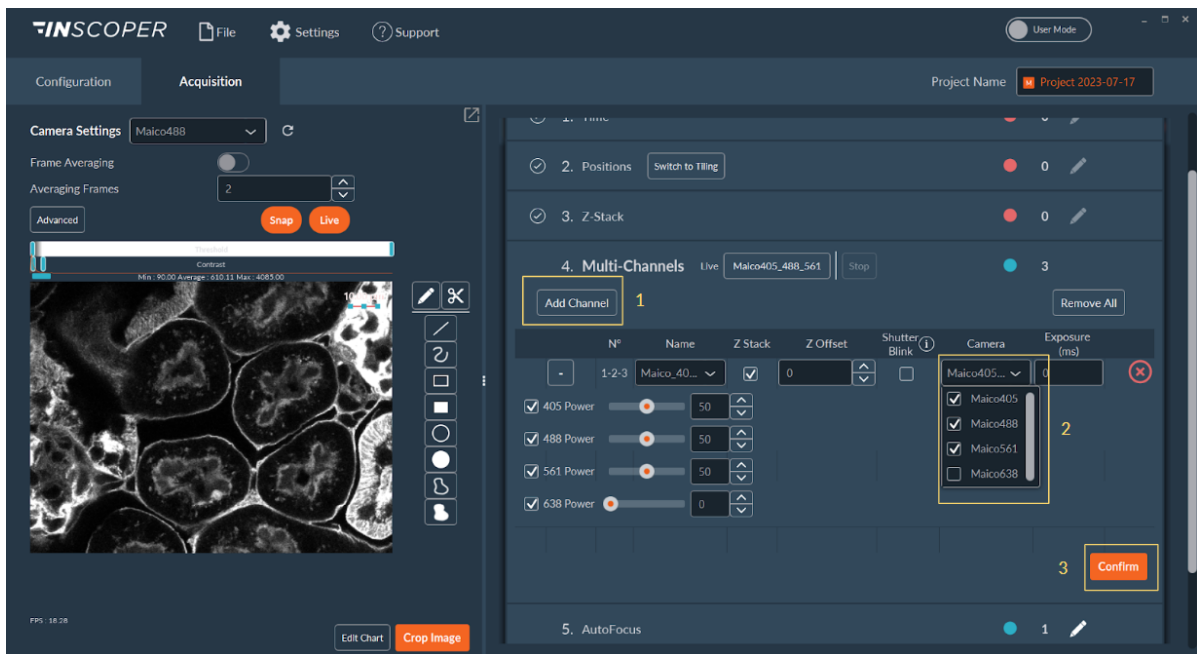 INSCOPER File Settings ? Support User Mode
Configuration Acquisition Project Name M Project 2023-07-17
Camera Settings Maico488
Frame Averaging
Averaging Frames 2
Advanced Snap Live
Threshold
Contrast
Min : 90.00 Average : 610.11 Max : 4085.00
FPS : 18.28
Edit Chart Crop Image
1. Time 0
2. Positions Switch to Tiling 0
3. Z-Stack 0
4. Multi-Channels Live Maico405_488_561 Stop 3
Add Channel 1 Remove All
N° Name Z Stack Z Offset Shutter Blink i Camera Exposure (ms)
- 1-2-3 Maico_40... 0 Maico405... 0
405 Power 50
488 Power 50
561 Power 50
638 Power 0
Maico405
Maico488
Maico561
Maico638
2
3 Confirm
5. AutoFocus 1